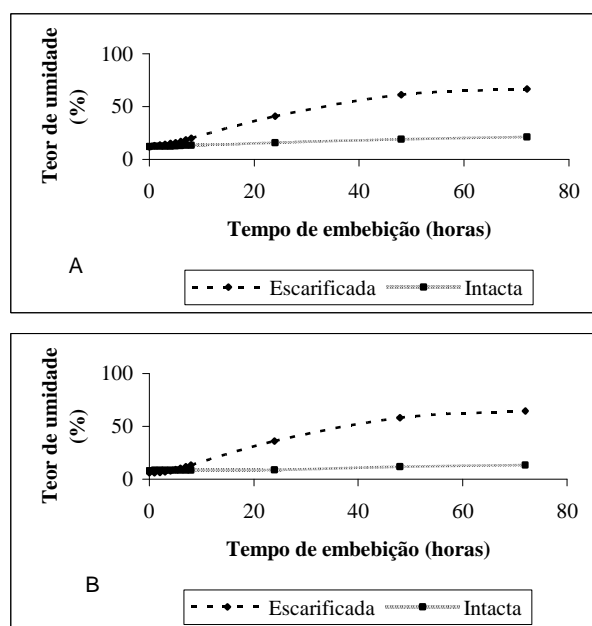 Teor de umidade
(%)
100
50
0
0 20 40 60 80
Tempo de embebição (horas)
A
Escarificada Intacta
Teor de umidade
(%)
100
50
0
0 20 40 60 80
Tempo de embebição (horas)
B
Escarificada Intacta